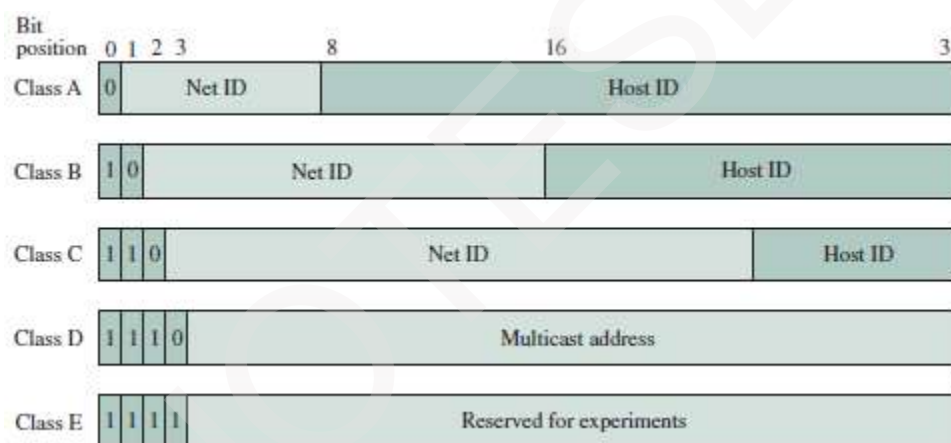 Bit
position 0 1 2 3 8 16 3
Class A 0 Net ID Host ID
Class B 1 0 Net ID Host ID
Class C 1 1 0 Net ID Host ID
Class D 1 1 1 0 Multicast address
Class E 1 1 1 1 Reserved for experiments